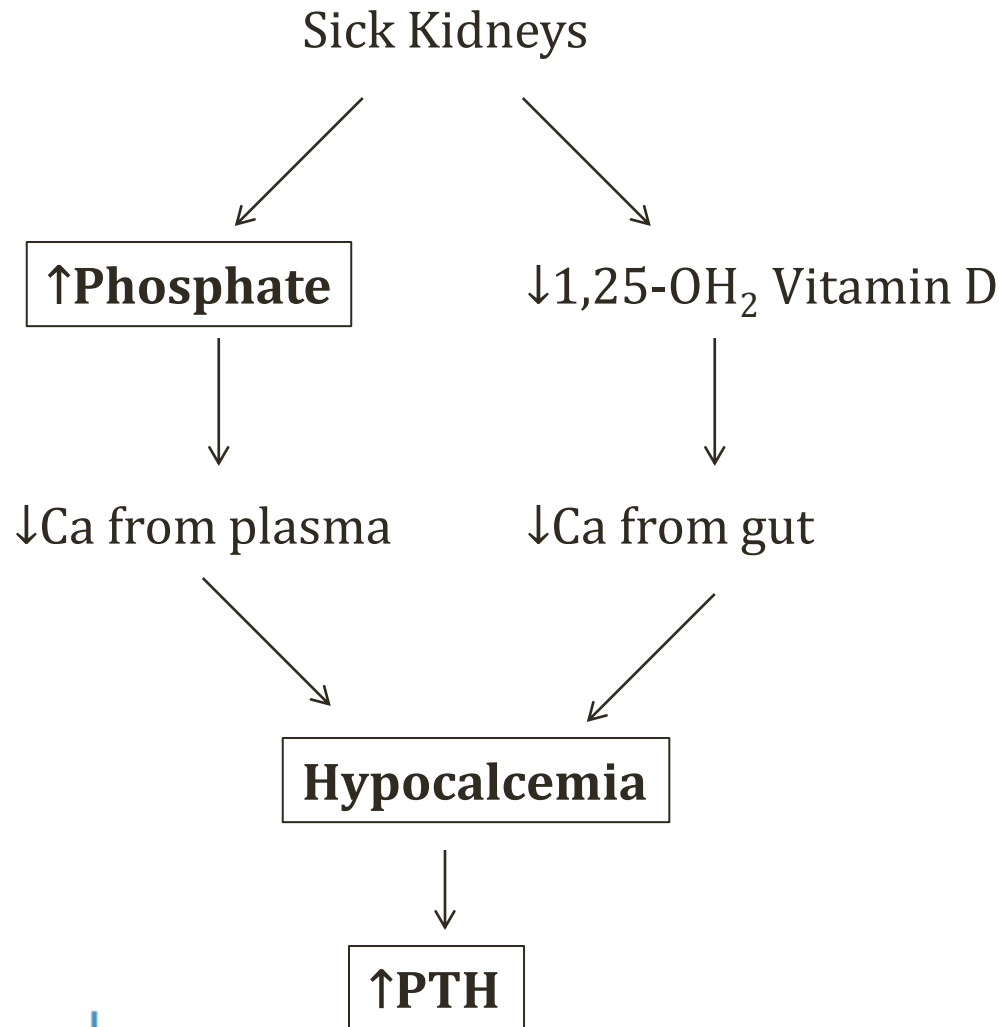 Sick Kidneys
↑Phosphate
↓1,25-OH₂ Vitamin D
↓Ca from plasma
↓Ca from gut
Hypocalcemia
↑PTH